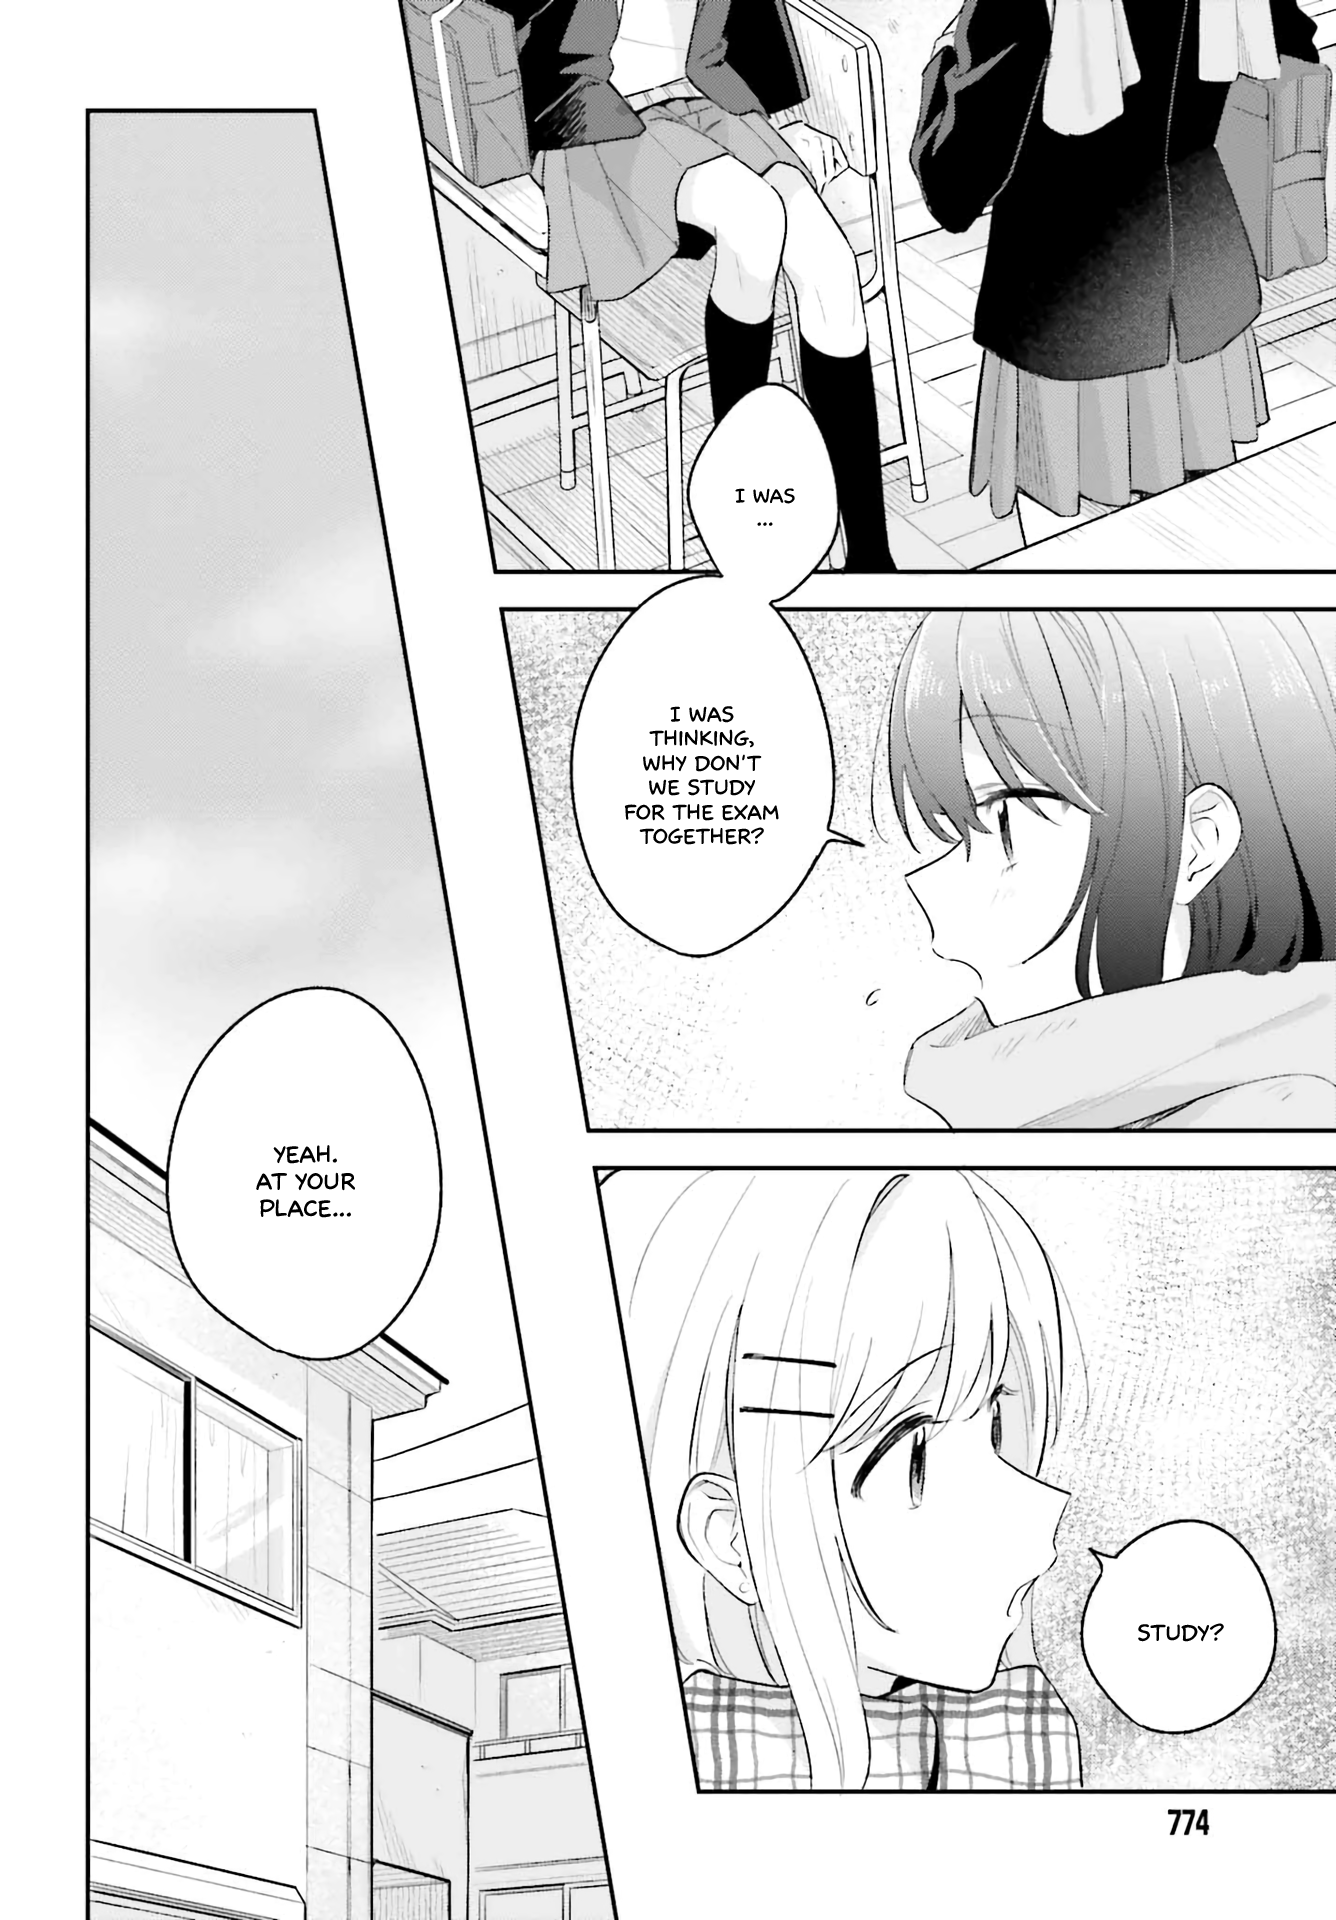 I WAS
...
I WAS
THINKING,
WHY DON'T
WE STUDY
FOR THE EXAM
TOGETHER?
STUDY?
YEAH.
AT YOUR
PLACE...
774